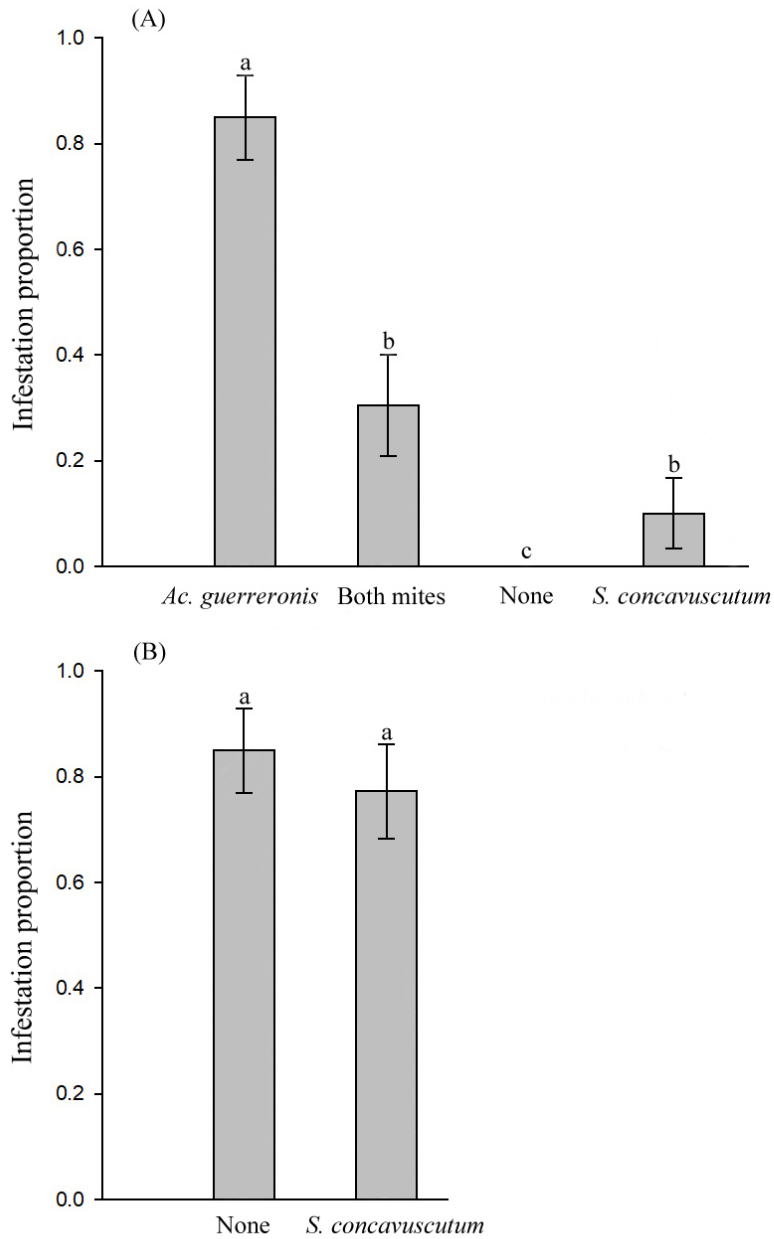 (A)
1.0
a
0.8
0.6
Infestation proportion
0.4
b
0.2
b
c
0.0
Ac. guerreronis Both mites None S. concavuscutum
(B)
1.0
a
a
0.8
0.6
Infestation proportion
0.4
0.2
0.0
None S. concavuscutum